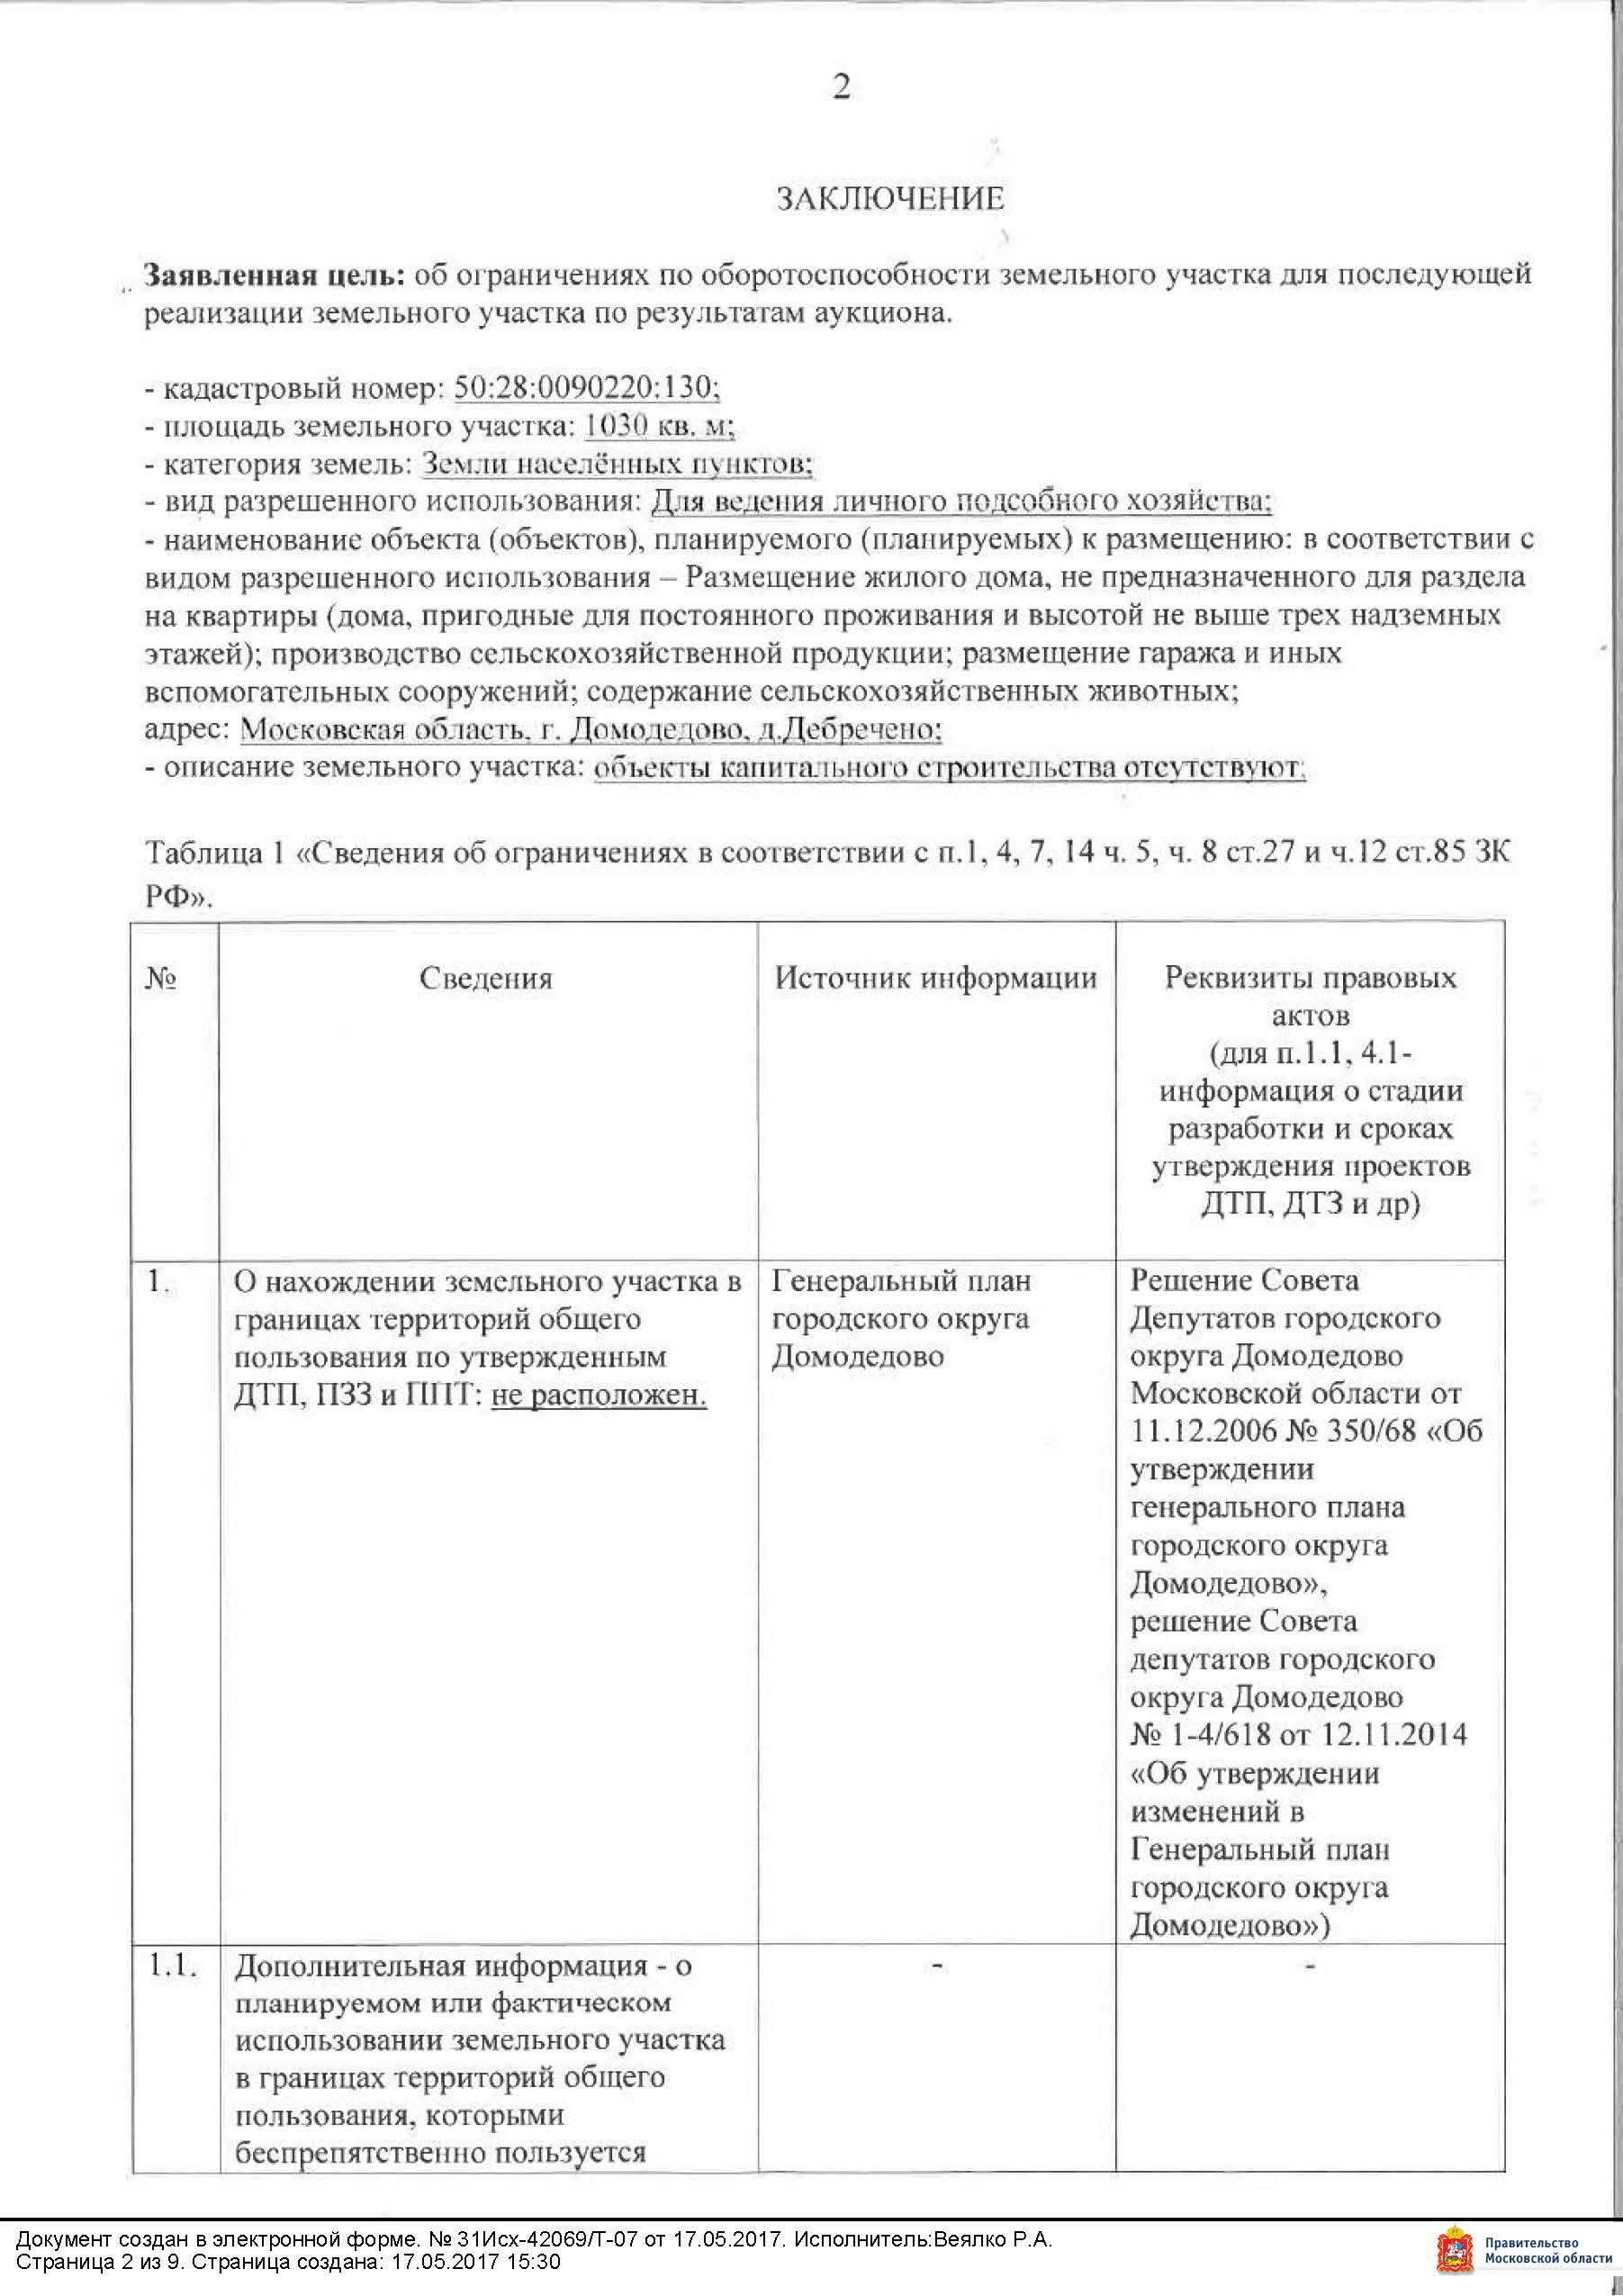 2
ЗАКЛЮЧЕНИЕ
Заявленная цель: об ограничениях по оборотоспособности земельного участка для последующей
реализации земельного участка по результатам аукциона.
- кадастровый номер: 50:28:0090220:130;
- площадь земельного участка: 1030 кв. м;
- категория земель: Земли населённых пунктов;
- вид разрешенного использования: Для ведения личного подсобного хозяйства;
- наименование объекта (объектов), планируемого (планируемых) к размещению: в соответствии с
видом разрешенного использования – Размещение жилого дома, не предназначенного для раздела
на квартиры (дома, пригодные для постоянного проживания и высотой не выше трех надземных
этажей); производство сельскохозяйственной продукции; размещение гаража и иных
вспомогательных сооружений; содержание сельскохозяйственных животных;
адрес: Московская область, г. Домодедово, д.Дебречено;
- описание земельного участка: объекты капитального строительства отсутствуют;
Таблица 1 «Сведения об ограничениях в соответствии с п.1, 4, 7, 14 ч. 5, ч. 8 ст.27 и ч.12 ст.85 ЗК
РФ».
№
Сведения
Источник информации
Реквизиты правовых
актов
(для п.1.1, 4.1-
информация о стадии
разработки и сроках
утверждения проектов
ДТП, ДТЗ и др)
1.
О нахождении земельного участка в
границах территорий общего
пользования по утвержденным
ДТП, ПЗЗ и ППТ: не расположен.
Генеральный план
городского округа
Домодедово
Решение Совета
Депутатов городского
округа Домодедово
Московской области от
11.12.2006 № 350/68 «Об
утверждении
генерального плана
городского округа
Домодедово»,
решение Совета
депутатов городского
округа Домодедово
№ 1-4/618 от 12.11.2014
«Об утверждении
изменений в
Генеральный план
городского округа
Домодедово»)
1.1.
Дополнительная информация - о
планируемом или фактическом
использовании земельного участка
в границах территорий общего
пользования, которыми
беспрепятственно пользуется
-
-
Документ создан в электронной форме. № 31Исх-42069/Т-07 от 17.05.2017. Исполнитель:Веялко Р.А.
Страница 2 из 9. Страница создана: 17.05.2017 15:30
Правительство
Московской области